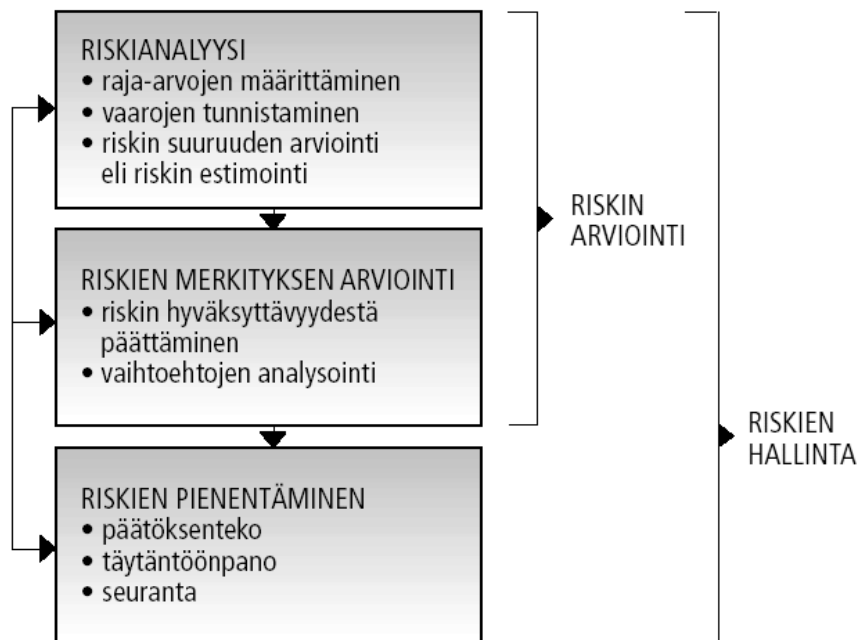 RISKIANALYYSI
• raja-arvojen määrittäminen
• vaarojen tunnistaminen
• riskin suuruuden arviointi
eli riskin estimointi
RISKIEN MERKITYKSEN ARVIOINTI
• riskin hyväksyttävyydestä
päättäminen
• vaihtoehtojen analysointi
RISKIEN PIENENTÄMINEN
• päätöksenteko
• täytäntöönpano
• seuranta
RISKIN
ARVIOINTI
RISKIEN
HALLINTA